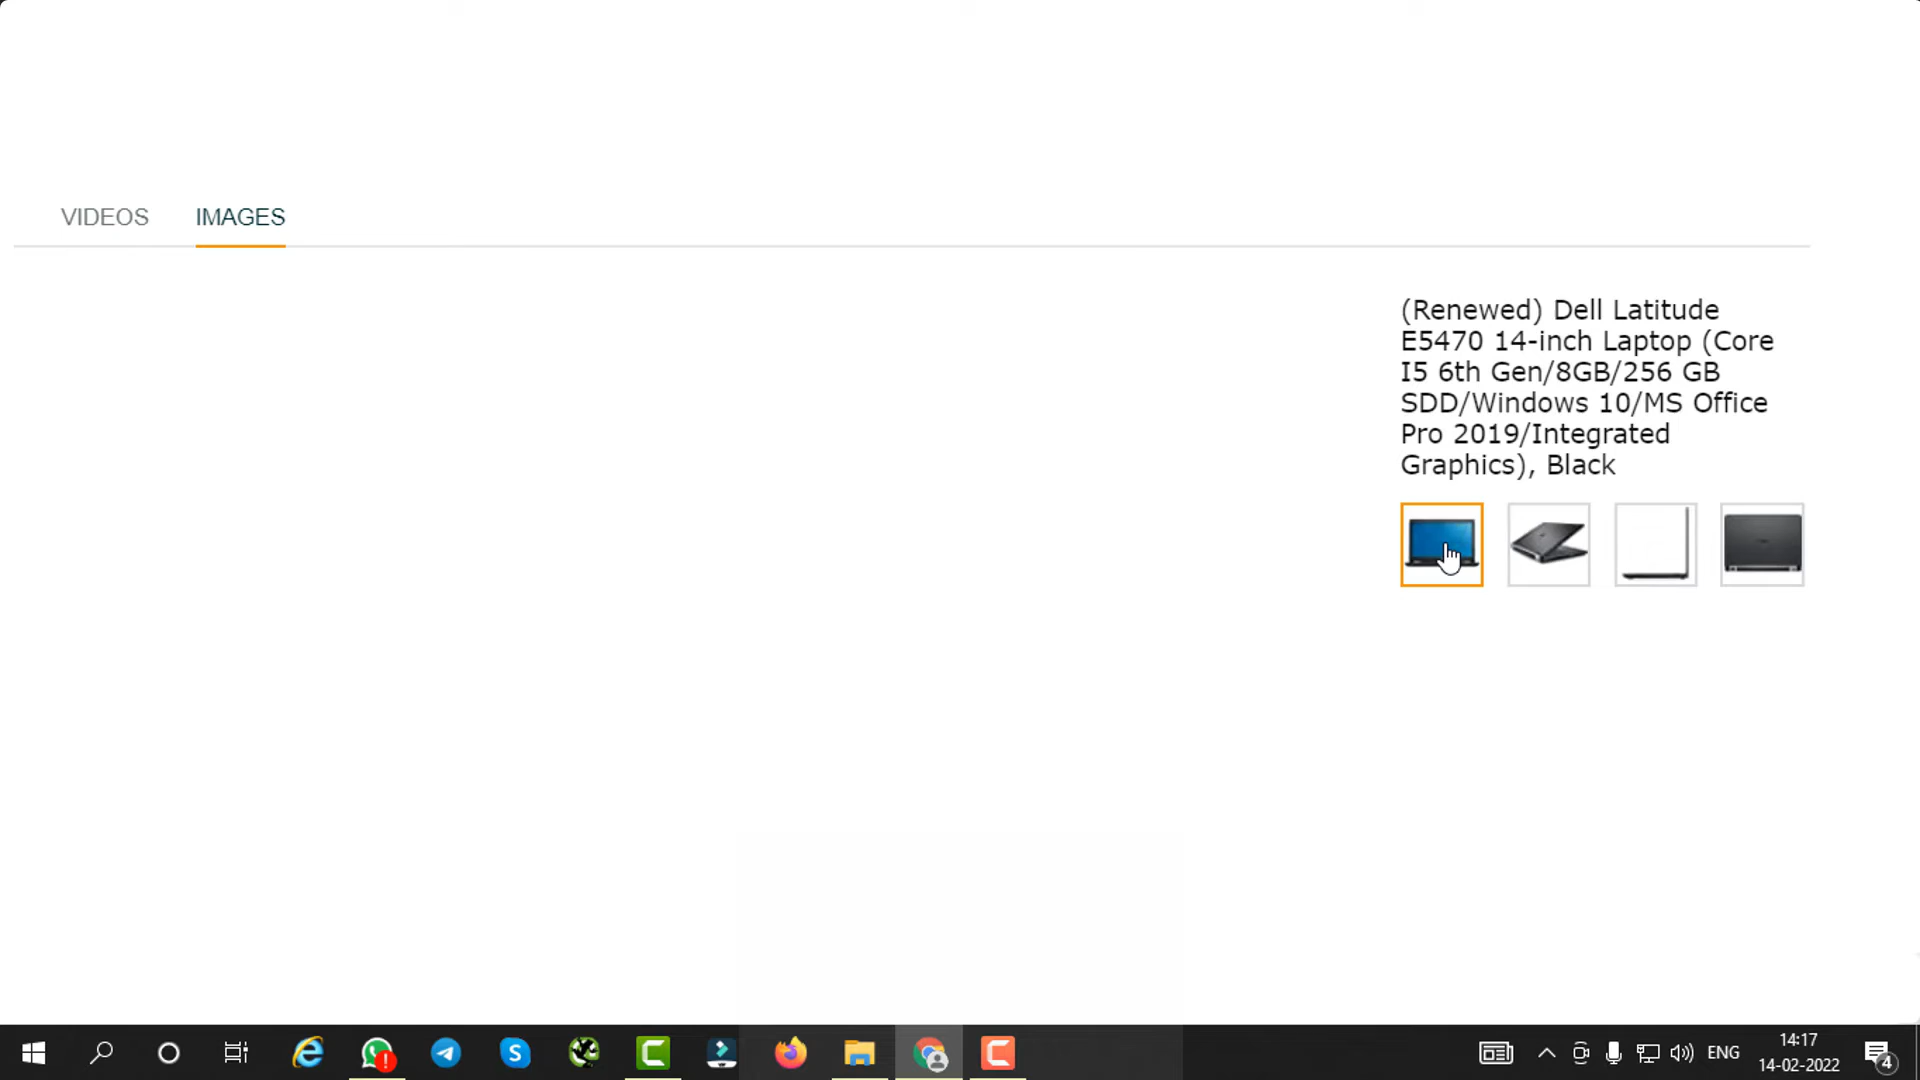 VIDEOS IMAGES
(Renewed) Dell Latitude
E5470 14-inch Laptop (Core
I5 6th Gen/8GB/256 GB
SDD/Windows 10/MS Office
Pro 2019/Integrated
Graphics), Black
ENG
14:17
14-02-2022
4